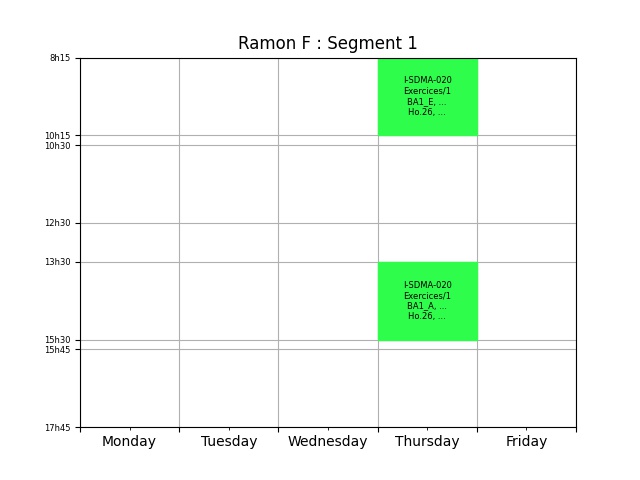 Ramon F : Segment 1
8h15
I-SDMA-020
Exercices/1
BA1_E, ...
Ho.26, ...
10h15
10h30
12h30
13h30
I-SDMA-020
Exercices/1
BA1_A, ...
Ho.26, ...
15h30
15h45
17h45
Monday Tuesday Wednesday Thursday Friday